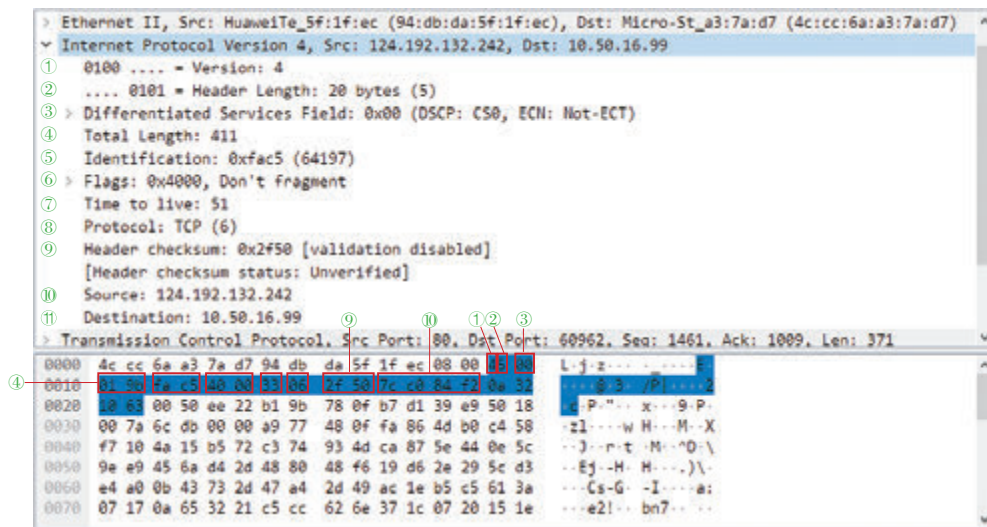 > Ethernet II, Src: HuaweiTe_5f:1f:ec (94:db:da:5f:1f:ec), Dst: Micro-St_a3:7a:d7 (4c:cc:6a:a3:7a:d7)
Internet Protocol Version 4, Src: 124.192.132.242, Dst: 10.50.16.99
① 0100 .... = Version: 4
② .... 0101 = Header Length: 20 bytes (5)
③ > Differentiated Services Field: 0x00 (DSCP: CS0, ECN: Not-ECT)
④ Total Length: 411
⑤ Identification: 0xfac5 (64197)
⑥ > Flags: 0x4000, Don't fragment
⑦ Time to live: 51
⑧ Protocol: TCP (6)
⑨ Header checksum: 0x2f50 [validation disabled]
[Header checksum status: Unverified]
⑩ Source: 124.192.132.242
⑪ Destination: 10.50.16.99
⑨ ⑩ ① ② ③
> Transmission Control Protocol, Src Port: 80, Dst Port: 60962, Seq: 1461, Ack: 1009, Len: 371
0000 4c cc 6a a3 7a d7 94 db da 5f 1f ec 08 00 45 00 L·j·z··· ·_····E·
④ 0010 01 9b fa c5 40 00 33 06 2f 50 7c c0 84 f2 0a 32 ····@·3· /P|····2
0020 10 63 00 50 ee 22 b1 9b 78 0f b7 d1 39 e9 50 18 ·c·P·"·· x···9·P·
0030 00 7a 6c db 00 00 a9 77 48 0f fa 86 4d b0 c4 58 ·zl····w H···M··X
0040 f7 10 4a 15 b5 72 c3 74 93 4d ca 87 5e 44 0e 5c ··J··r·t ·M··^D·\
0050 9e e9 45 6a d4 2d 48 80 48 f6 19 d6 2e 29 5c d3 ··Ej·-H· H···.)\·
0060 e4 a0 0b 43 73 2d 47 a4 2d 49 ac 1e b5 c5 61 3a ···Cs-G· -I····a:
0070 07 17 0a 65 32 21 c5 cc 62 6e 37 1c 07 20 15 1e ···e2!·· bn7·· ··